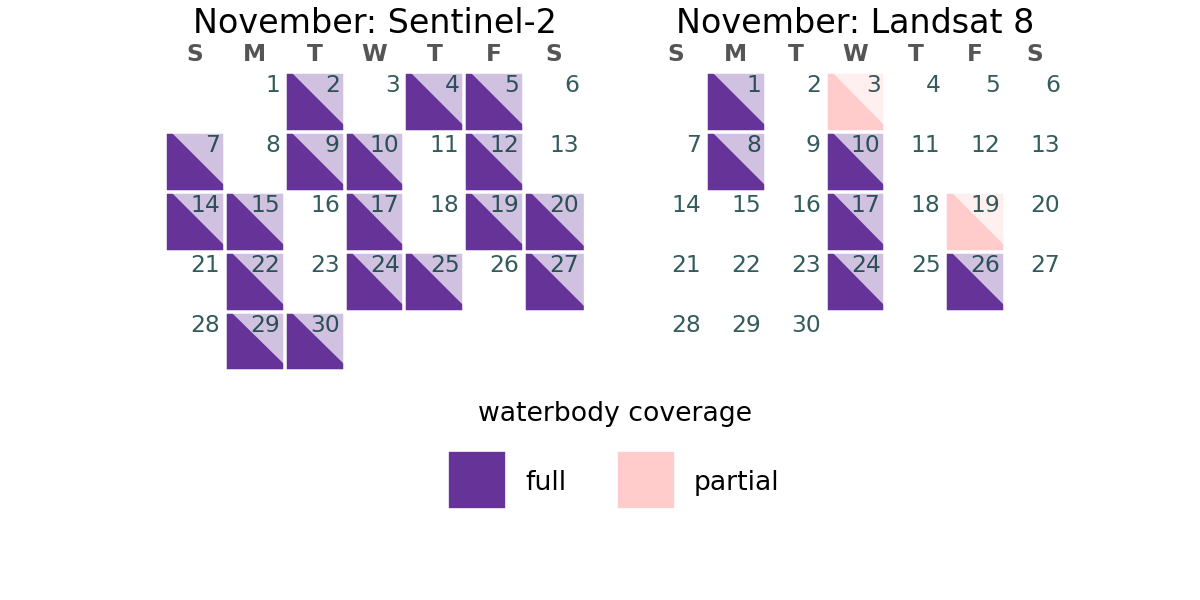 November: Sentinel-2
S M T W T F S
1 2 3 4 5 6
7 8 9 10 11 12 13
14 15 16 17 18 19 20
21 22 23 24 25 26 27
28 29 30
November: Landsat 8
S M T W T F S
1 2 3 4 5 6
7 8 9 10 11 12 13
14 15 16 17 18 19 20
21 22 23 24 25 26 27
28 29 30
waterbody coverage
full
partial